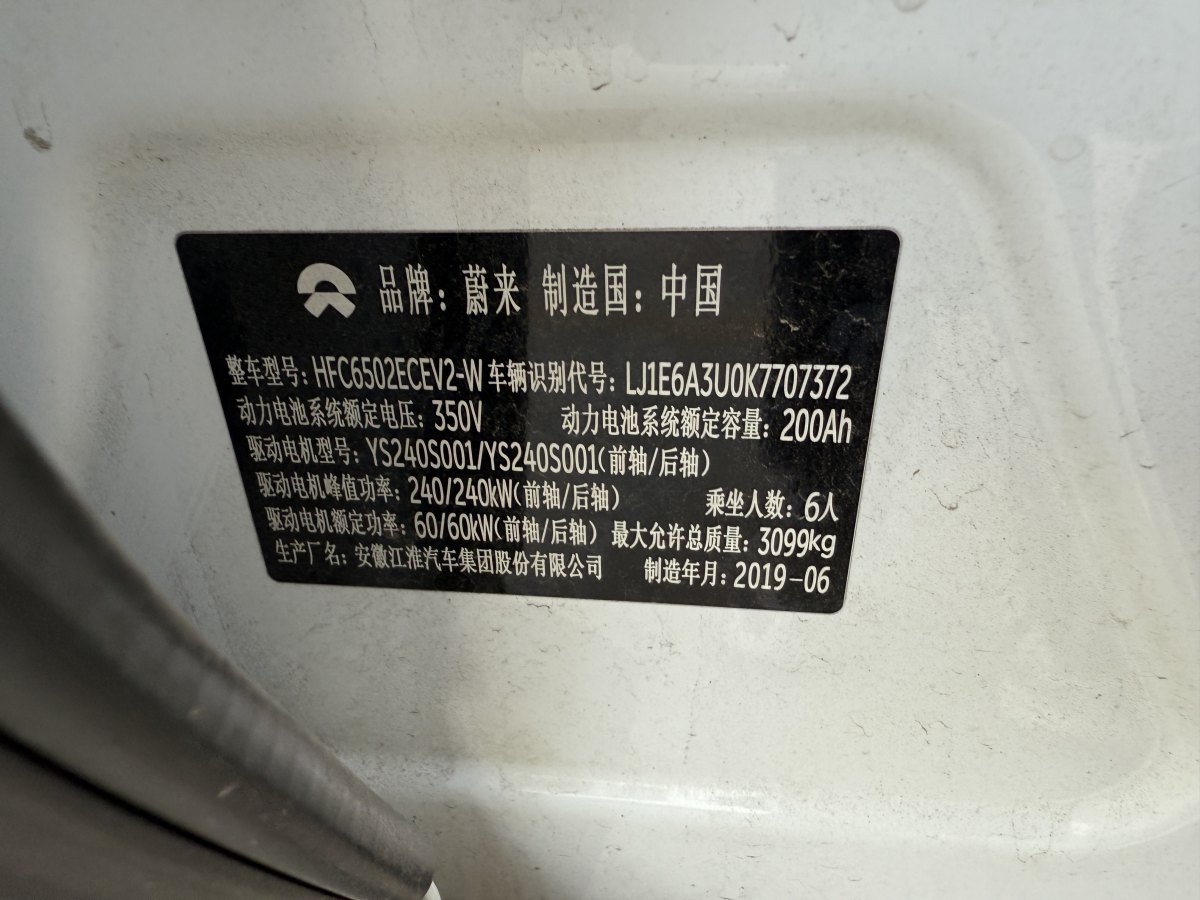 品牌：蔚来 制造国：中国
整车型号：HFC6502ECEV2-W 车辆识别代号：LJ1E6A3U0K7707372
动力电池系统额定电压：350V 动力电池系统额定容量：200Ah
驱动电机型号：YS240S001/YS240S001(前轴/后轴)
驱动电机峰值功率：240/240kW(前轴/后轴) 乘坐人数：6人
驱动电机额定功率：60/60kW(前轴/后轴) 最大允许总质量：3099kg
生产厂名：安徽江淮汽车集团股份有限公司 制造年月：2019-06